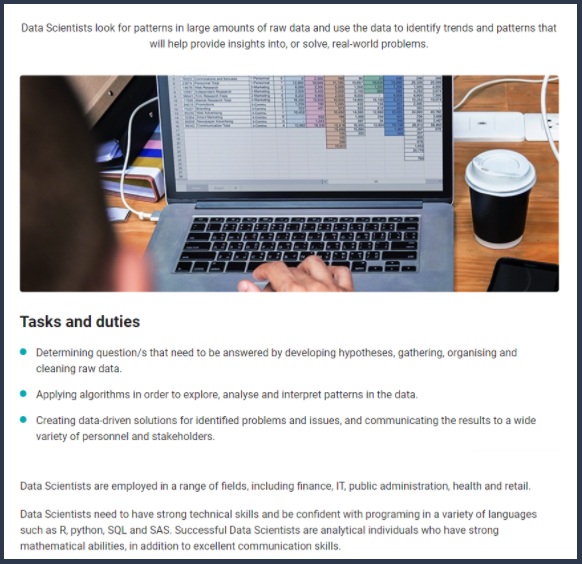 Data Scientists look for patterns in large amounts of raw data and use the data to identify trends and patterns that
will help provide insights into, or solve, real-world problems.
Tasks and duties
Determining question/s that need to be answered by developing hypotheses, gathering, organising and
cleaning raw data.
Applying algorithms in order to explore, analyse and interpret patterns in the data.
Creating data-driven solutions for identified problems and issues, and communicating the results to a wide
variety of personnel and stakeholders.
Data Scientists are employed in a range of fields, including finance, IT, public administration, health and retail.
Data Scientists need to have strong technical skills and be confident with programing in a variety of languages
such as R, python, SQL and SAS. Successful Data Scientists are analytical individuals who have strong
mathematical abilities, in addition to excellent communication skills.